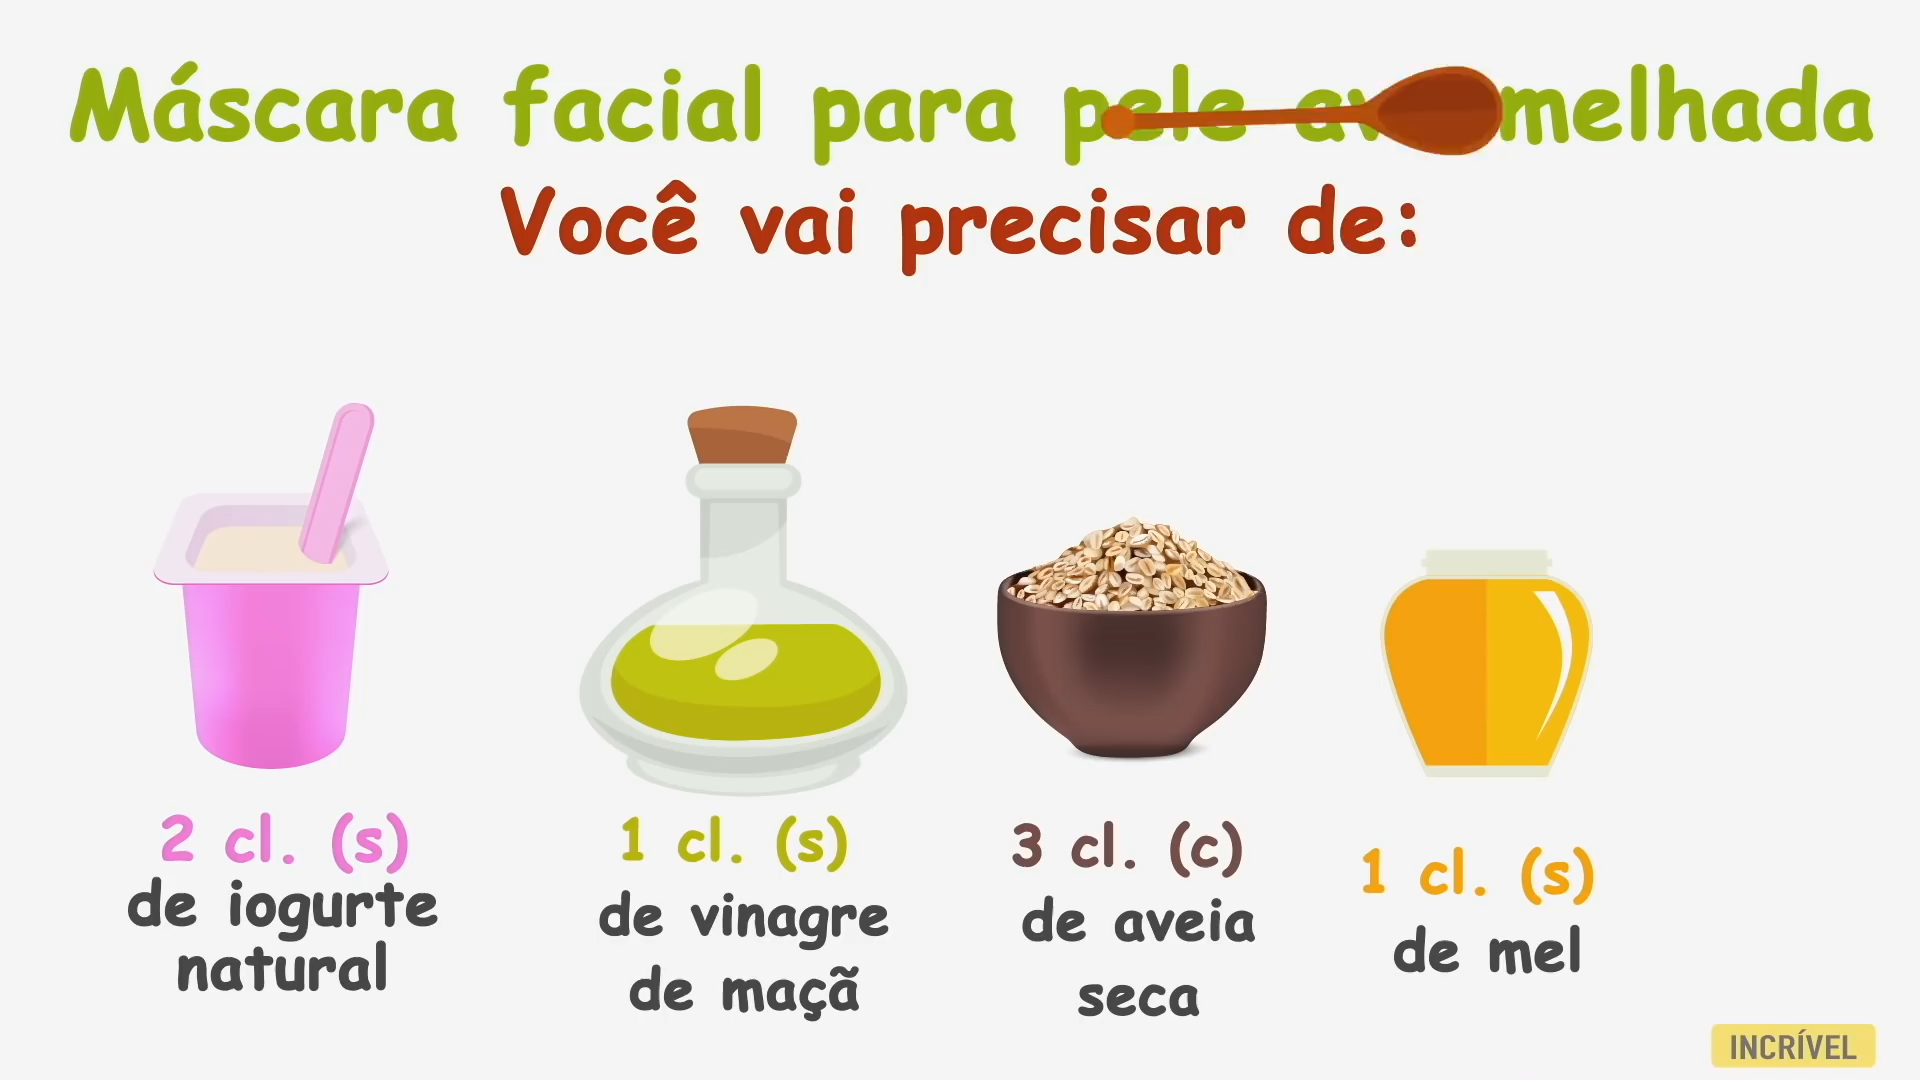 Máscara facial para pele avermelhada
Você vai precisar de:
2 cl. (s)
de iogurte
natural
1 cl. (s)
de vinagre
de maçã
3 cl. (c)
de aveia
seca
1 cl. (s)
de mel
INCRÍVEL